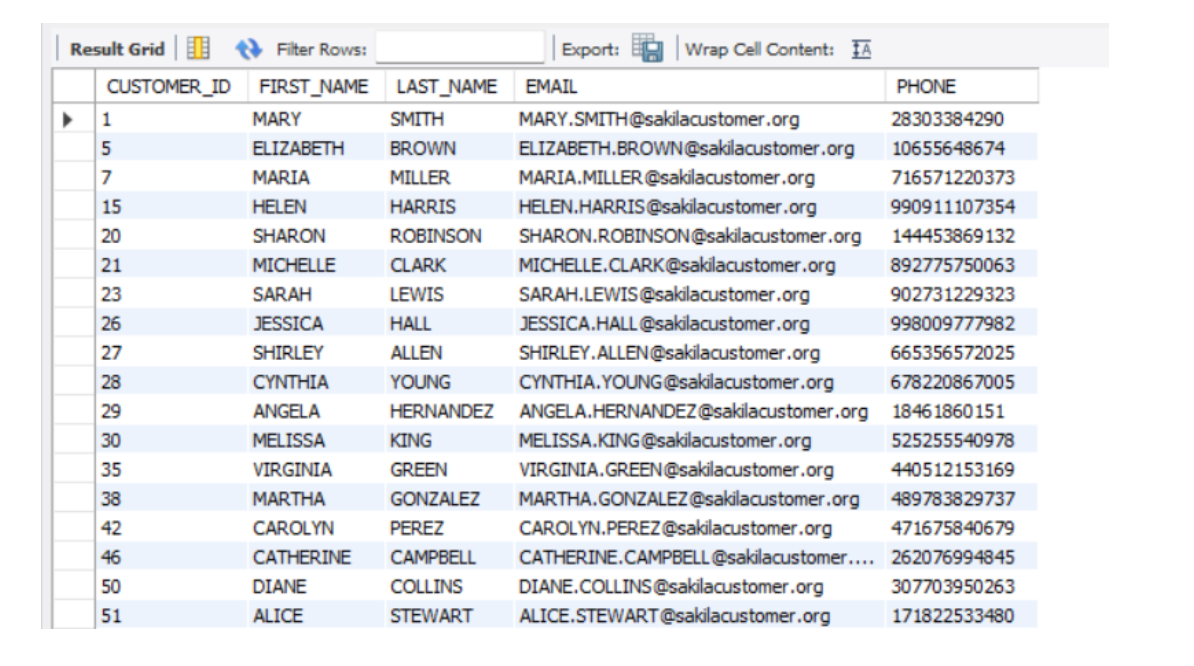 Result Grid Filter Rows: Export: Wrap Cell Content: IA
CUSTOMER_ID FIRST_NAME LAST_NAME EMAIL PHONE
1 MARY SMITH MARY.SMITH@sakilacustomer.org 28303384290
5 ELIZABETH BROWN ELIZABETH.BROWN@sakilacustomer.org 10655648674
7 MARIA MILLER MARIA.MILLER@sakilacustomer.org 716571220373
15 HELEN HARRIS HELEN.HARRIS@sakilacustomer.org 990911107354
20 SHARON ROBINSON SHARON.ROBINSON@sakilacustomer.org 144453869132
21 MICHELLE CLARK MICHELLE.CLARK@sakilacustomer.org 892775750063
23 SARAH LEWIS SARAH.LEWIS@sakilacustomer.org 902731229323
26 JESSICA HALL JESSICA.HALL@sakilacustomer.org 998009777982
27 SHIRLEY ALLEN SHIRLEY.ALLEN@sakilacustomer.org 665356572025
28 CYNTHIA YOUNG CYNTHIA.YOUNG@sakilacustomer.org 678220867005
29 ANGELA HERNANDEZ ANGELA.HERNANDEZ@sakilacustomer.org 18461860151
30 MELISSA KING MELISSA.KING@sakilacustomer.org 525255540978
35 VIRGINIA GREEN VIRGINIA.GREEN@sakilacustomer.org 440512153169
38 MARTHA GONZALEZ MARTHA.GONZALEZ@sakilacustomer.org 489783829737
42 CAROLYN PEREZ CAROLYN.PEREZ@sakilacustomer.org 471675840679
46 CATHERINE CAMPBELL CATHERINE.CAMPBELL@sakilacustomer.... 262076994845
50 DIANE COLLINS DIANE.COLLINS@sakilacustomer.org 307703950263
51 ALICE STEWART ALICE.STEWART@sakilacustomer.org 171822533480